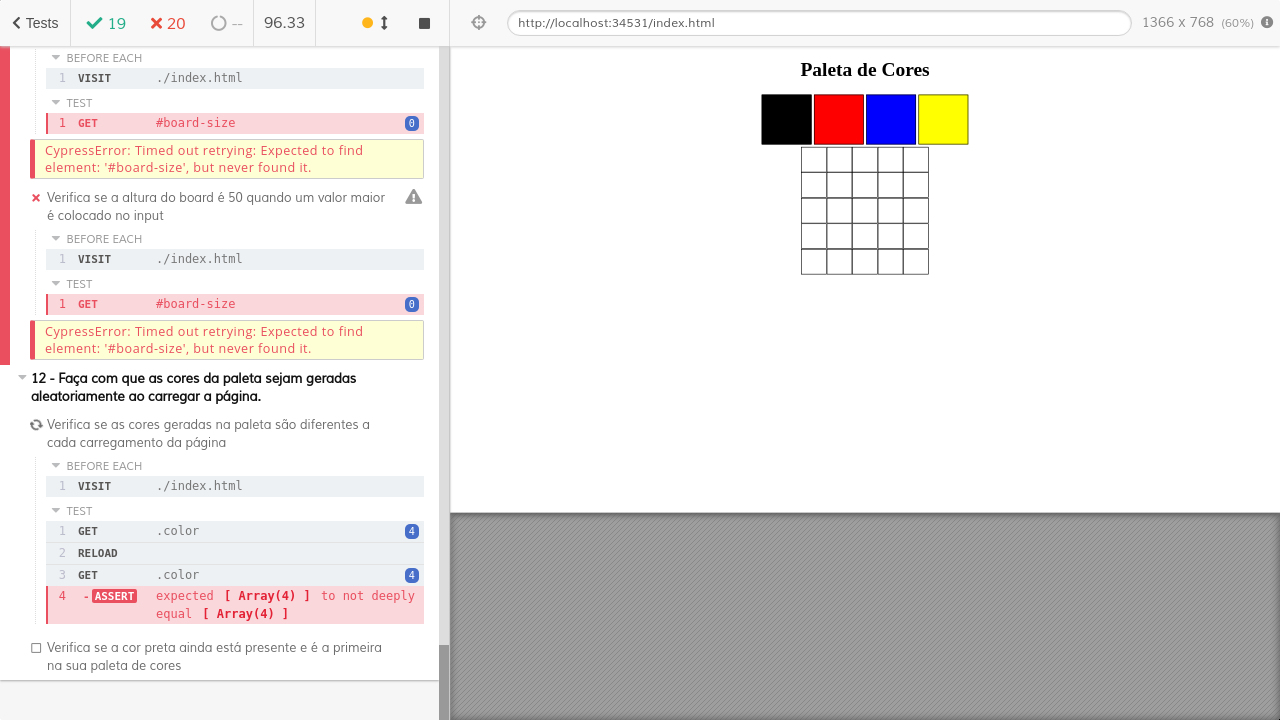 Tests
19
20
--
96.33
http://localhost:34531/index.html
1366 x 768 (60%)
BEFORE EACH
1 VISIT ./index.html
TEST
1 GET #board-size 0
CypressError: Timed out retrying: Expected to find
element: '#board-size', but never found it.
Verifica se a altura do board é 50 quando um valor maior
é colocado no input
BEFORE EACH
1 VISIT ./index.html
TEST
1 GET #board-size 0
CypressError: Timed out retrying: Expected to find
element: '#board-size', but never found it.
12 - Faça com que as cores da paleta sejam geradas
aleatoriamente ao carregar a página.
Verifica se as cores geradas na paleta são diferentes a
cada carregamento da página
BEFORE EACH
1 VISIT ./index.html
TEST
1 GET .color 4
2 RELOAD
3 GET .color 4
4 -ASSERT expected [ Array(4) ] to not deeply
equal [ Array(4) ]
Verifica se a cor preta ainda está presente e é a primeira
na sua paleta de cores
Paleta de Cores